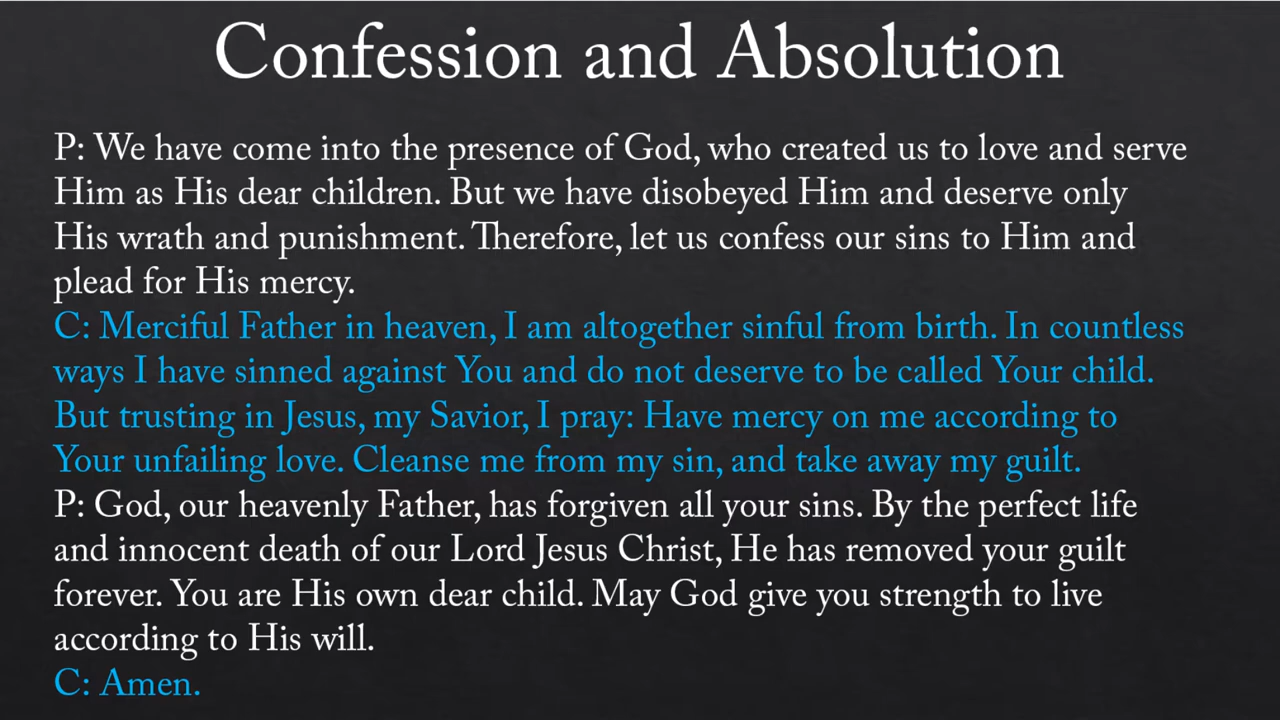 Confession and Absolution
P: We have come into the presence of God, who created us to love and serve
Him as His dear children. But we have disobeyed Him and deserve only
His wrath and punishment. Therefore, let us confess our sins to Him and
plead for His mercy.
C: Merciful Father in heaven, I am altogether sinful from birth. In countless
ways I have sinned against You and do not deserve to be called Your child.
But trusting in Jesus, my Savior, I pray: Have mercy on me according to
Your unfailing love. Cleanse me from my sin, and take away my guilt.
P: God, our heavenly Father, has forgiven all your sins. By the perfect life
and innocent death of our Lord Jesus Christ, He has removed your guilt
forever. You are His own dear child. May God give you strength to live
according to His will.
C: Amen.